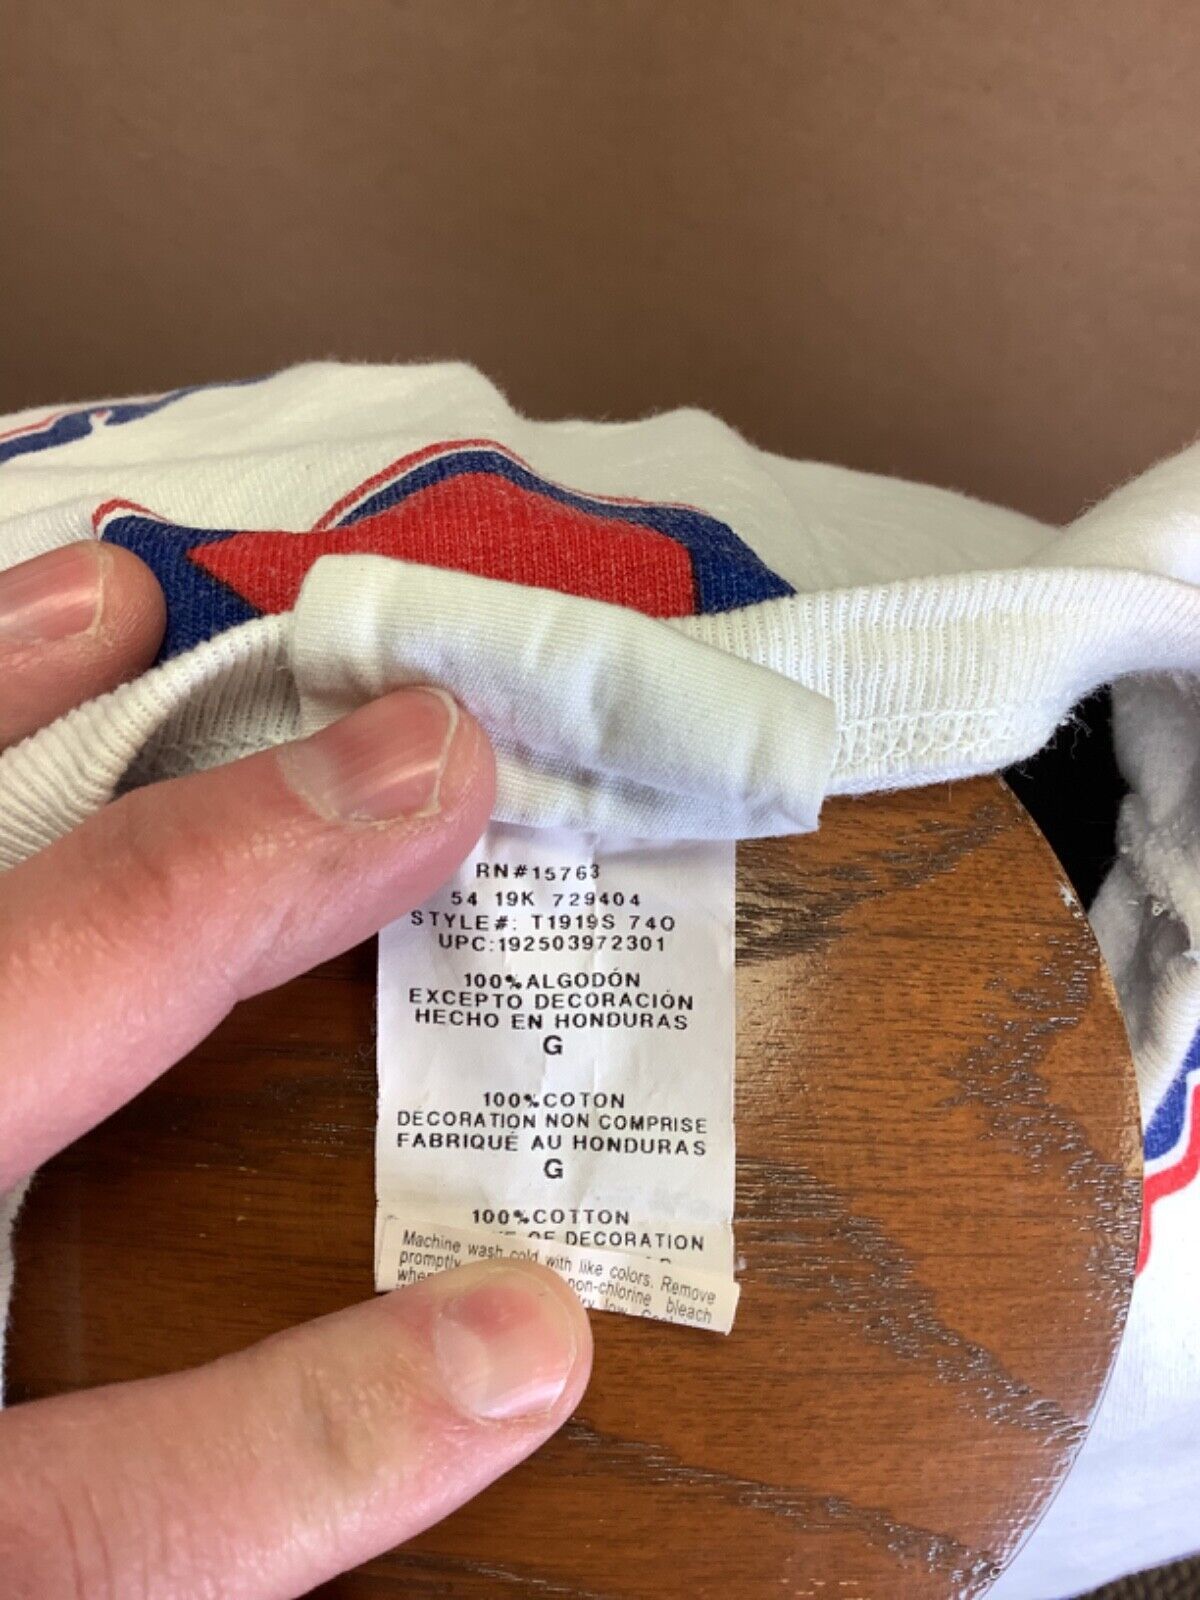 RN#15763
54 19K 729404
STYLE#: T1919S 740
UPC:192503972301
100%ALGODÓN
EXCEPTO DECORACIÓN
HECHO EN HONDURAS
G
100%COTON
DECORATION NON COMPRISE
FABRIQUÉ AU HONDURAS
G
100%COTTON
OF DECORATION
Machine wash cold with like colors. Remove
promptly non-chlorine bleach
low